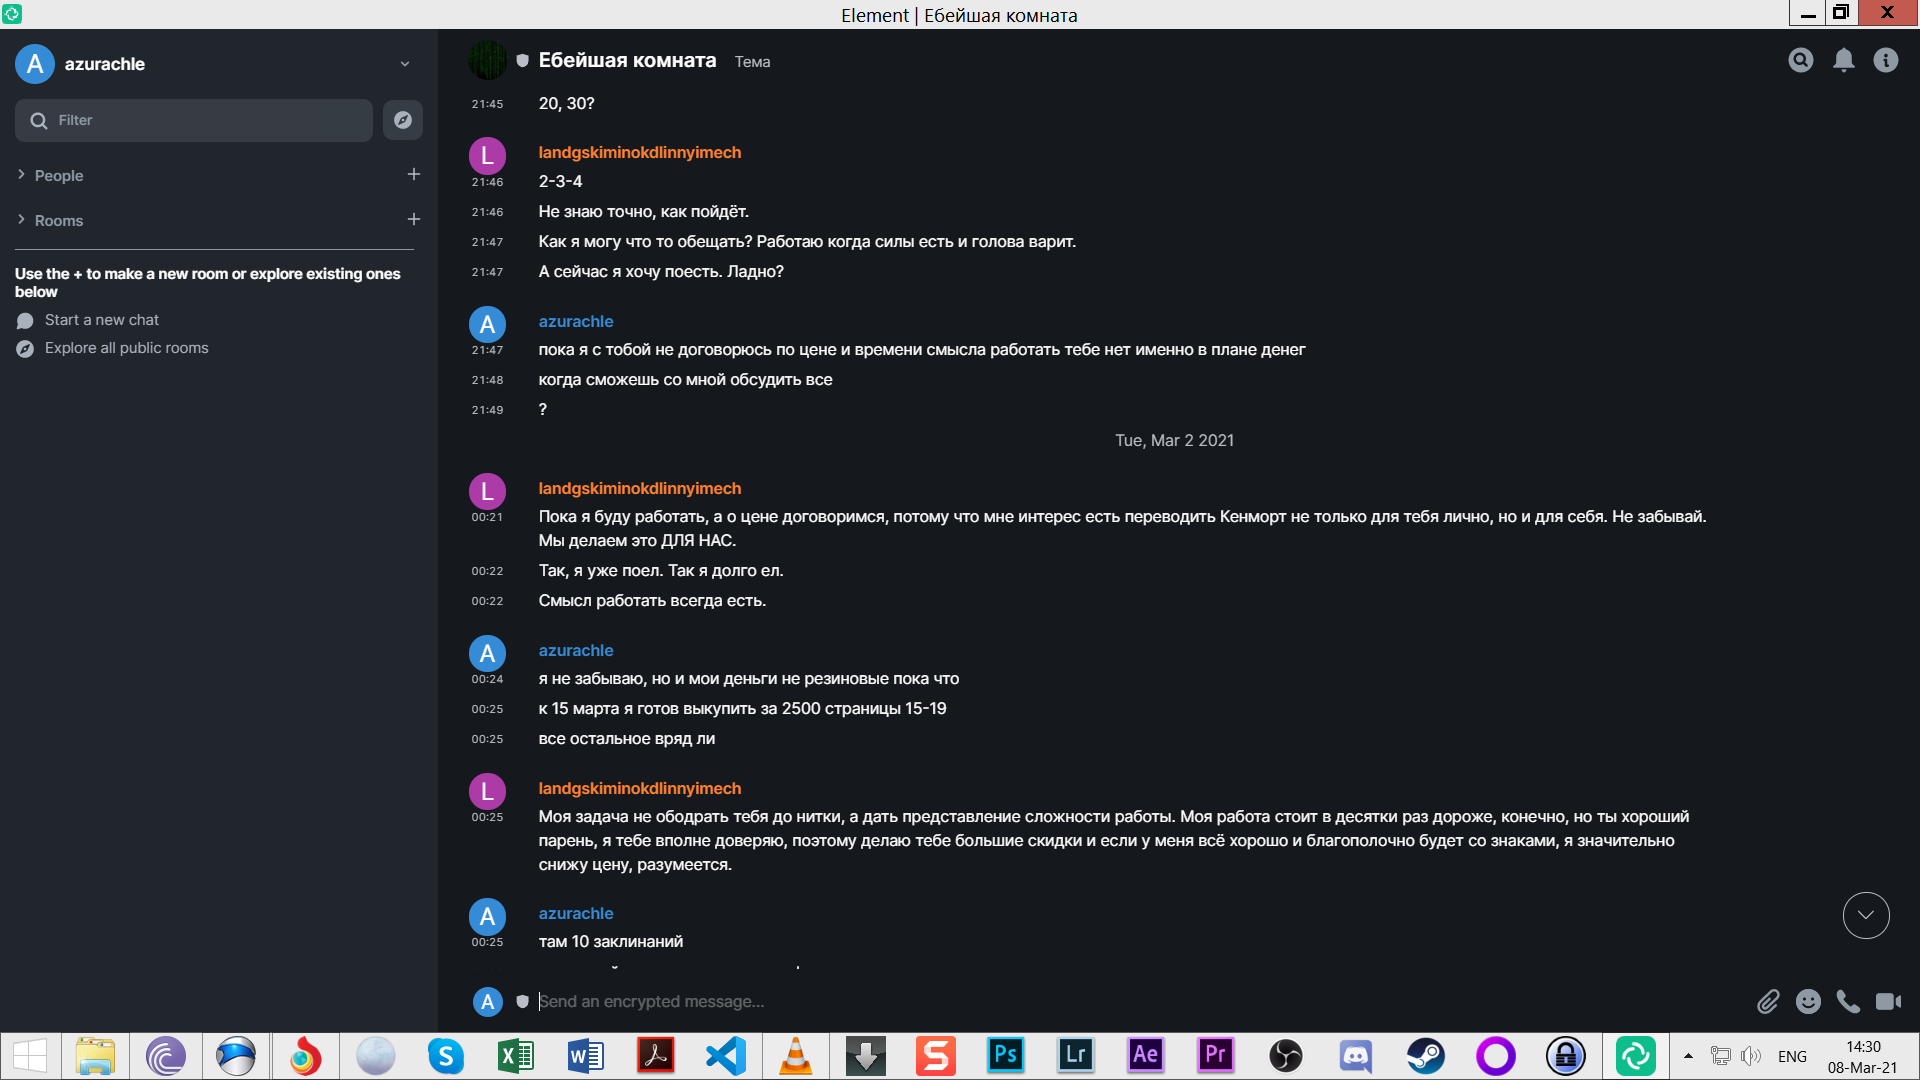 Element | Ебейшая комната
A azurachle
Filter
People
Rooms
Use the + to make a new room or explore existing ones
below
Start a new chat
Explore all public rooms
Ебейшая комната Тема
21:45 20, 30?
L landgskiminokdlinnyimech
21:46 2-3-4
21:46 Не знаю точно, как пойдёт.
21:47 Как я могу что то обещать? Работаю когда силы есть и голова варит.
21:47 А сейчас я хочу поесть. Ладно?
A azurachle
21:47 пока я с тобой не договорюсь по цене и времени смысла работать тебе нет именно в плане денег
21:48 когда сможешь со мной обсудить все
21:49 ?
Tue, Mar 2 2021
L landgskiminokdlinnyimech
00:21 Пока я буду работать, а о цене договоримся, потому что мне интерес есть переводить Кенморт не только для тебя лично, но и для себя. Не забывай.
Мы делаем это ДЛЯ НАС.
00:22 Так, я уже поел. Так я долго ел.
00:22 Смысл работать всегда есть.
A azurachle
00:24 я не забываю, но и мои деньги не резиновые пока что
00:25 к 15 марта я готов выкупить за 2500 страницы 15-19
00:25 все остальное вряд ли
L landgskiminokdlinnyimech
00:25 Моя задача не ободрать тебя до нитки, а дать представление сложности работы. Моя работа стоит в десятки раз дороже, конечно, но ты хороший
парень, я тебе вполне доверяю, поэтому делаю тебе большие скидки и если у меня всё хорошо и благополочно будет со знаками, я значительно
снижу цену, разумеется.
A azurachle
00:25 там 10 заклинаний
A Send an encrypted message...
S Ps Lr Ae Pr
ENG
14:30
08-Mar-21